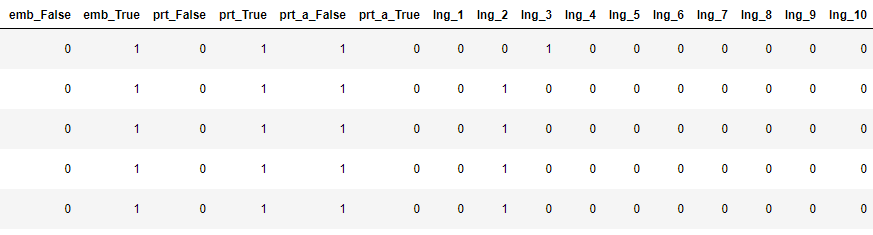 emb_False emb_True prt_False prt_True prt_a_False prt_a_True lng_1 lng_2 lng_3 lng_4 lng_5 lng_6 lng_7 lng_8 lng_9 lng_10
0 1 0 1 1 0 0 0 1 0 0 0 0 0 0 0
0 1 0 1 1 0 0 1 0 0 0 0 0 0 0 0
0 1 0 1 1 0 0 1 0 0 0 0 0 0 0 0
0 1 0 1 1 0 0 1 0 0 0 0 0 0 0 0
0 1 0 1 1 0 0 1 0 0 0 0 0 0 0 0